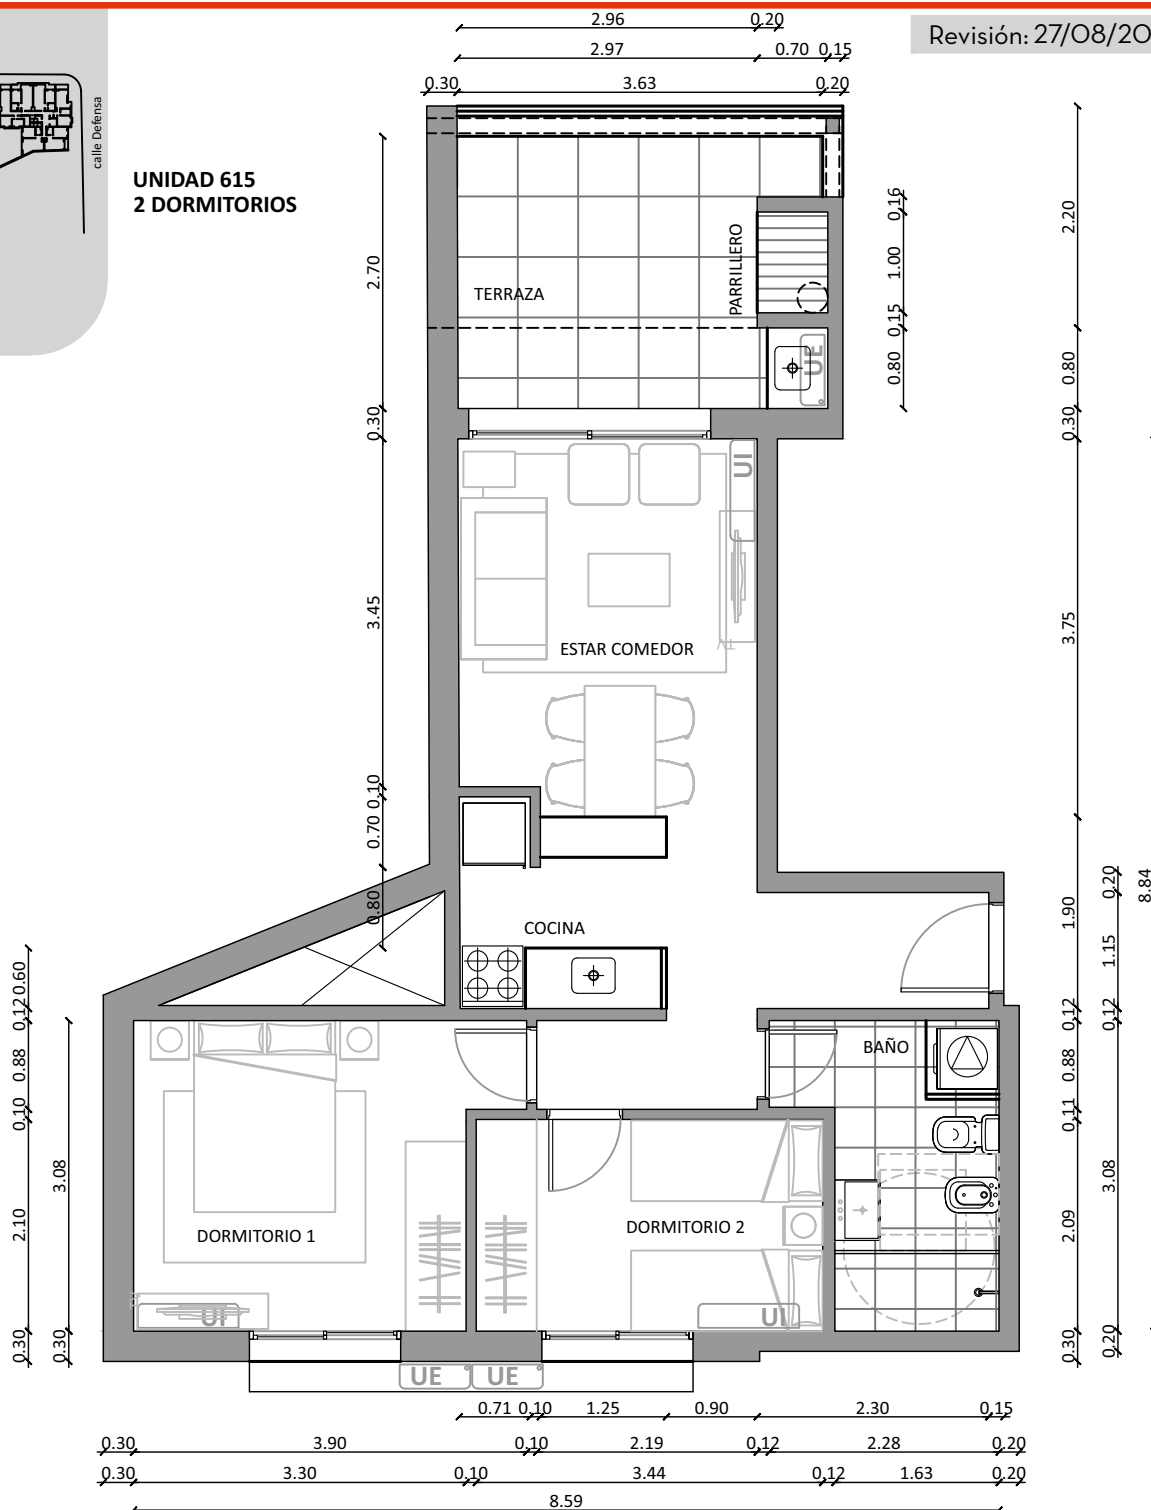 2.96 0.20
Revisión: 27/08/20
2.97 0.70 0.15
0.30 3.63 0.20
calle Defensa
UNIDAD 615
2 DORMITORIOS
2.70
0.30
3.45
0.10
0.70
0.80
TERRAZA
PARRILLERO
UE
0.16
1.00
0.15
0.80
2.20
0.80
0.30
3.75
1.90
0.12
0.88
0.11
2.09
0.30
0.20
1.15
0.12
3.08
0.20
8.84
UI
ESTAR COMEDOR
COCINA
BAÑO
0.60
0.12
0.88
0.10
2.10
0.30
3.08
0.30
DORMITORIO 1
DORMITORIO 2
UI
UI
UE UE
0.71 0.10 1.25 0.90 2.30 0.15
0.30 3.90 0.10 2.19 0.12 2.28 0.20
0.30 3.30 0.10 3.44 0.12 1.63 0.20
8.59